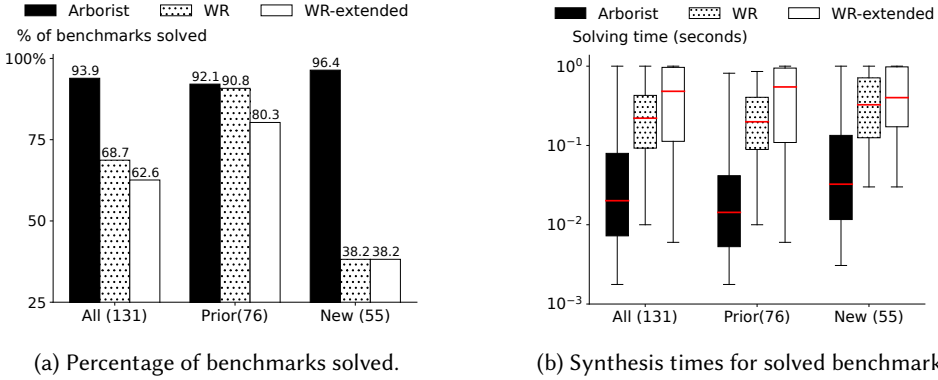 Arborist WR WR-extended
% of benchmarks solved
100%
75
50
25
93.9
68.7
62.6
92.1
90.8
80.3
96.4
38.2
38.2
All (131) Prior(76) New (55)
(a) Percentage of benchmarks solved.
Arborist WR WR-extended
Solving time (seconds)
10⁰
10⁻¹
10⁻²
10⁻³
All (131) Prior(76) New (55)
(b) Synthesis times for solved benchmark